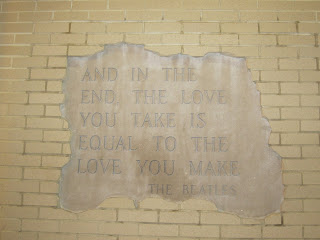 AND IN THE
END THE LOVE
YOU TAKE IS
EQUAL TO THE
LOVE YOU MAKE
THE BEATLES